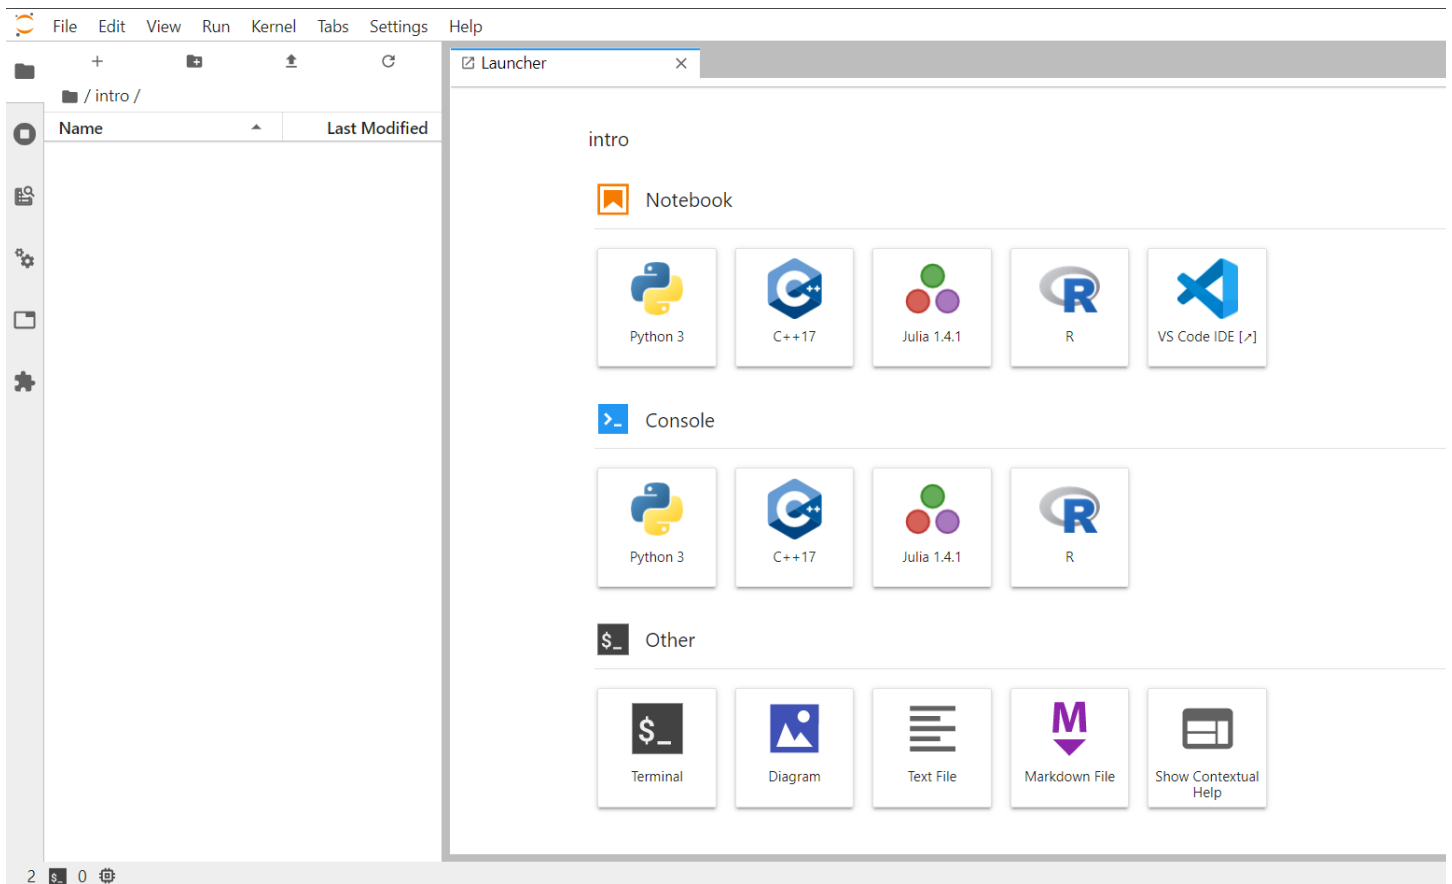 File Edit View Run Kernel Tabs Settings Help
Launcher
/ intro /
Name Last Modified
intro
Notebook
Python 3 C++17 Julia 1.4.1 R VS Code IDE [↗]
Console
Python 3 C++17 Julia 1.4.1 R
$_ Other
$_ M
Terminal Diagram Text File Markdown File Show Contextual
Help
2 $_ 0